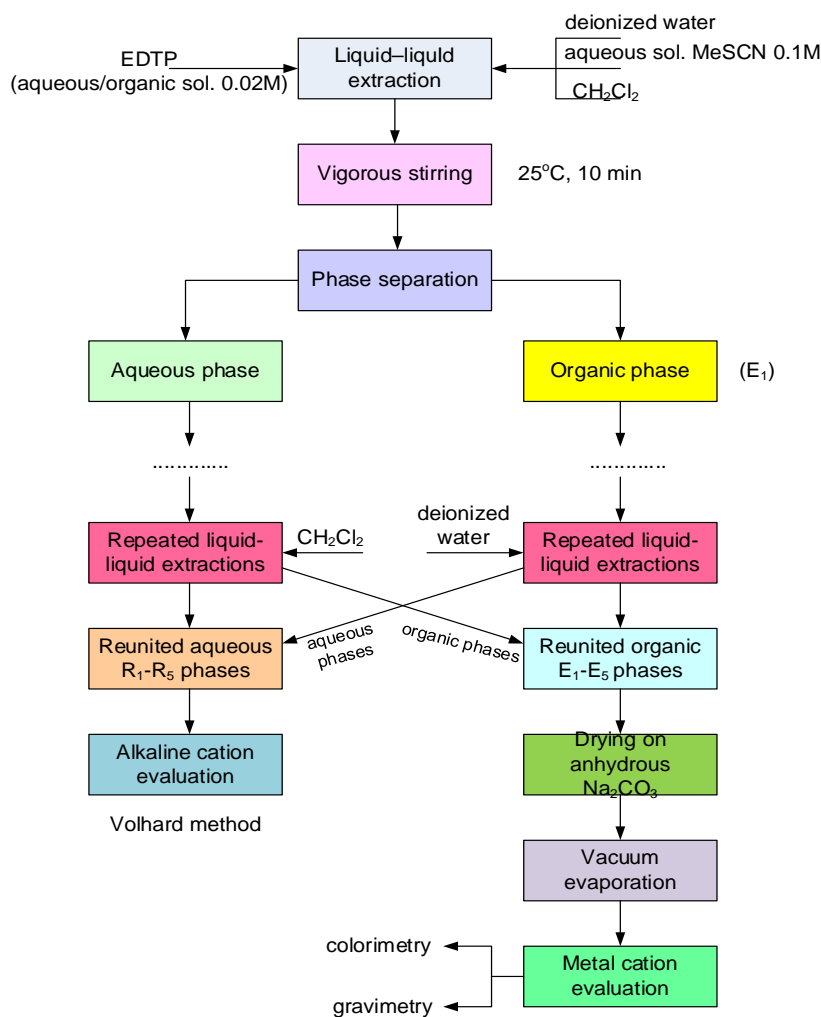 EDTP
(aqueous/organic sol. 0.02M)
Liquid–liquId
extraction
deionized water
aqueous sol. MeSCN 0.1M
CH₂Cl₂
Vigorous stirring
25°C, 10 min
Phase separation
Aqueous phase
Organic phase
(E₁)
.............
.............
Repeated liquid-
liquid extractions
CH₂Cl₂
deionized
water
Repeated liquid-
liquid extractions
aqueous
phases
organic phases
Reunited aqueous
R₁-R₅ phases
Reunited organic
E₁-E₅ phases
Alkaline cation
evaluation
Volhard method
Drying on
anhydrous
Na₂CO₃
Vacuum
evaporation
colorimetry
gravimetry
Metal cation
evaluation